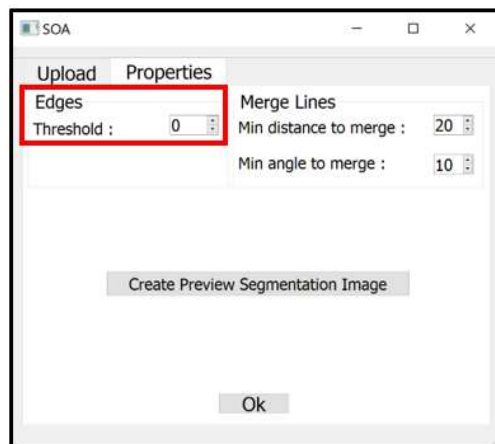 SOA
Upload Properties
Edges
Threshold : 0
Merge Lines
Min distance to merge : 20
Min angle to merge : 10
Create Preview Segmentation Image
Ok